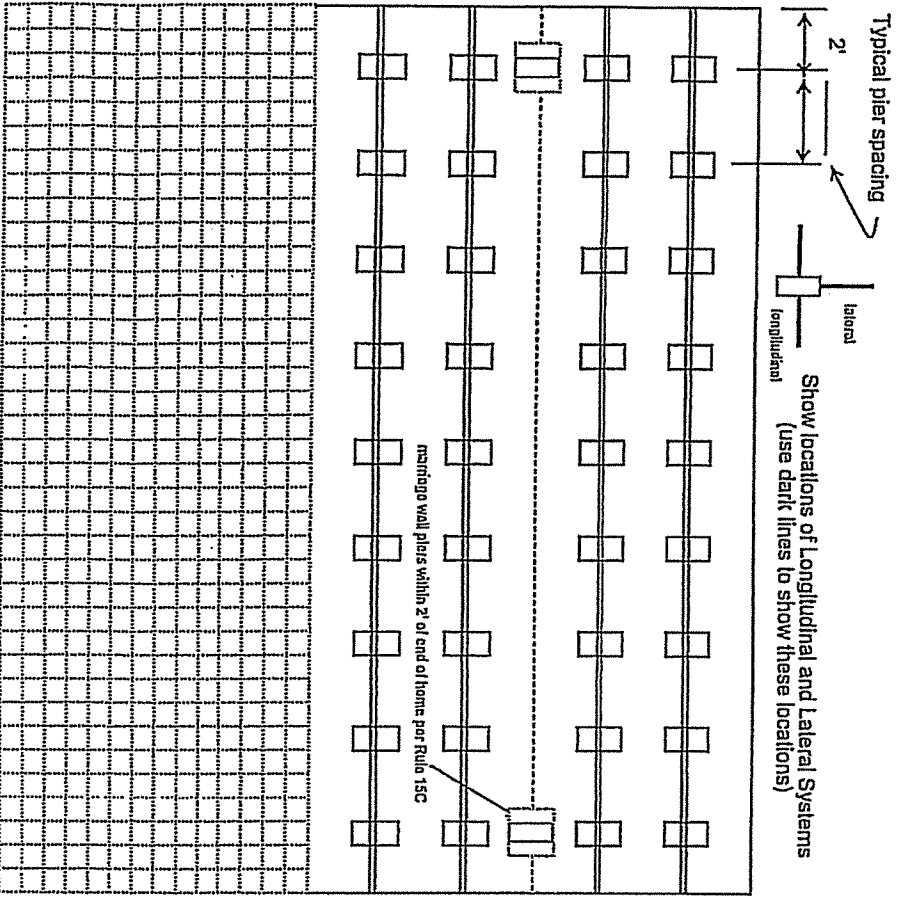 Typical pier spacing
2'
lateral
longitudinal
Show locations of Longitudinal and Lateral Systems
(use dark lines to show these locations)
marriage wall piers within 2' of end of home per Rule 15C